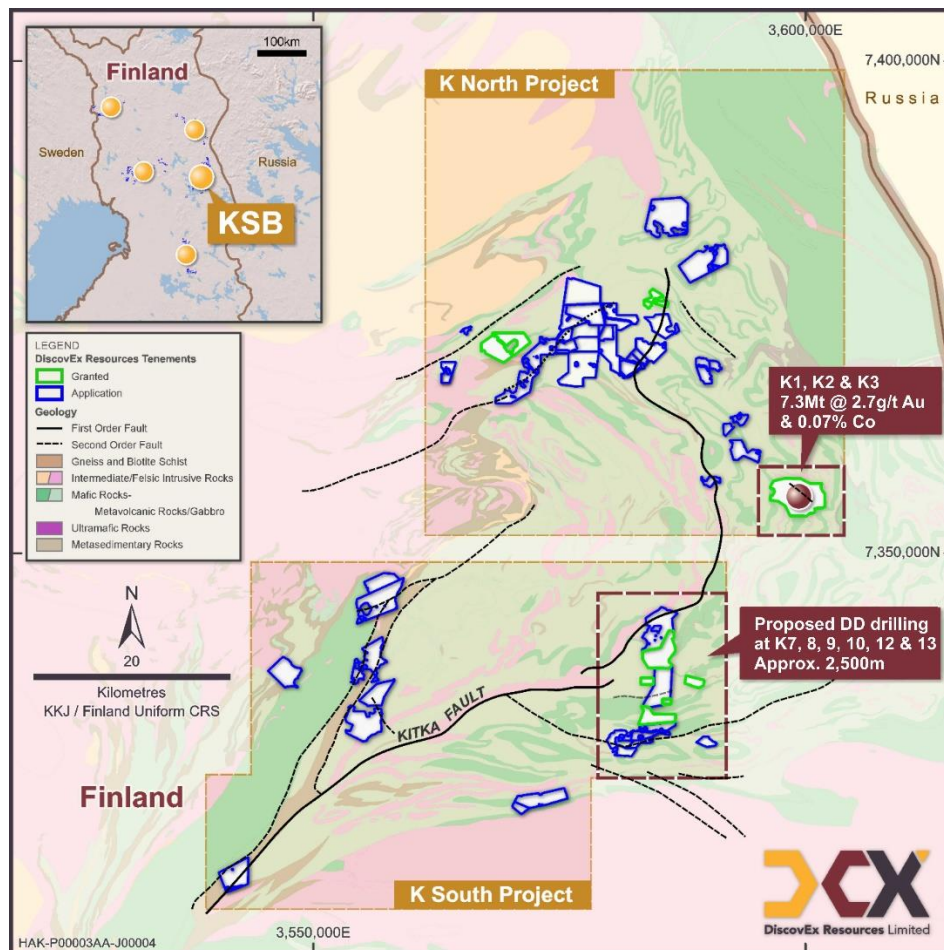 100km
Finland
Sweden
Russia
KSB
3,600,000E
7,400,000N
Russia
K North Project
LEGEND
DiscovEx Resources Tenements
Granted
Application
Geology
First Order Fault
Second Order Fault
Gneiss and Biotite Schist
Intermediate/Felsic Intrusive Rocks
Mafic Rocks-
Metavolcanic Rocks/Gabbro
Ultramafic Rocks
Metasedimentary Rocks
K1, K2 & K3
7.3Mt @ 2.7g/t Au
& 0.07% Co
7,350,000N
N
20
Kilometres
KKJ / Finland Uniform CRS
Proposed DD drilling
at K7, 8, 9, 10, 12 & 13
Approx. 2,500m
KITKA FAULT
Finland
K South Project
DCX
DiscovEx Resources Limited
HAK-P00003AA-J00004
3,550,000E